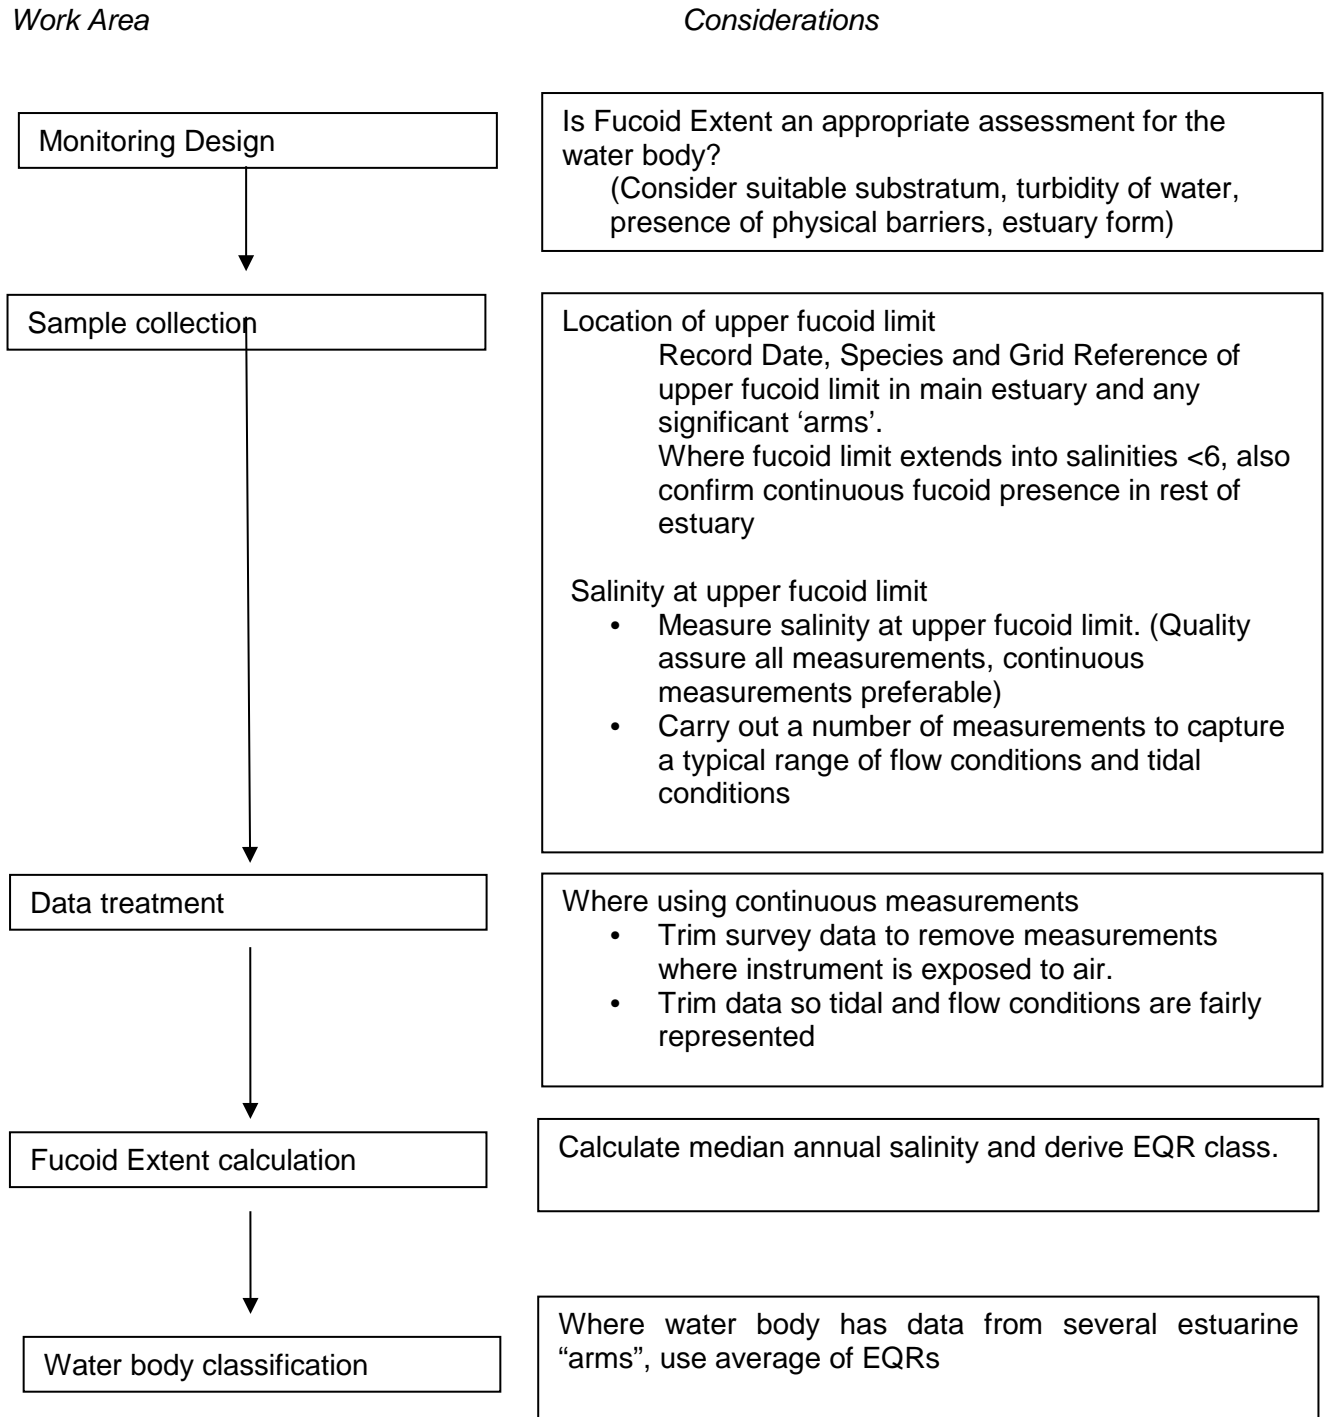 Work Area
Considerations
Monitoring Design
Is Fucoid Extent an appropriate assessment for the
water body?
(Consider suitable substratum, turbidity of water,
presence of physical barriers, estuary form)
Sample collection
Location of upper fucoid limit
Record Date, Species and Grid Reference of
upper fucoid limit in main estuary and any
significant ‘arms’.
Where fucoid limit extends into salinities <6, also
confirm continuous fucoid presence in rest of
estuary
Salinity at upper fucoid limit
• Measure salinity at upper fucoid limit. (Quality
assure all measurements, continuous
measurements preferable)
• Carry out a number of measurements to capture
a typical range of flow conditions and tidal
conditions
Data treatment
Where using continuous measurements
• Trim survey data to remove measurements
where instrument is exposed to air.
• Trim data so tidal and flow conditions are fairly
represented
Fucoid Extent calculation
Calculate median annual salinity and derive EQR class.
Water body classification
Where water body has data from several estuarine
“arms”, use average of EQRs